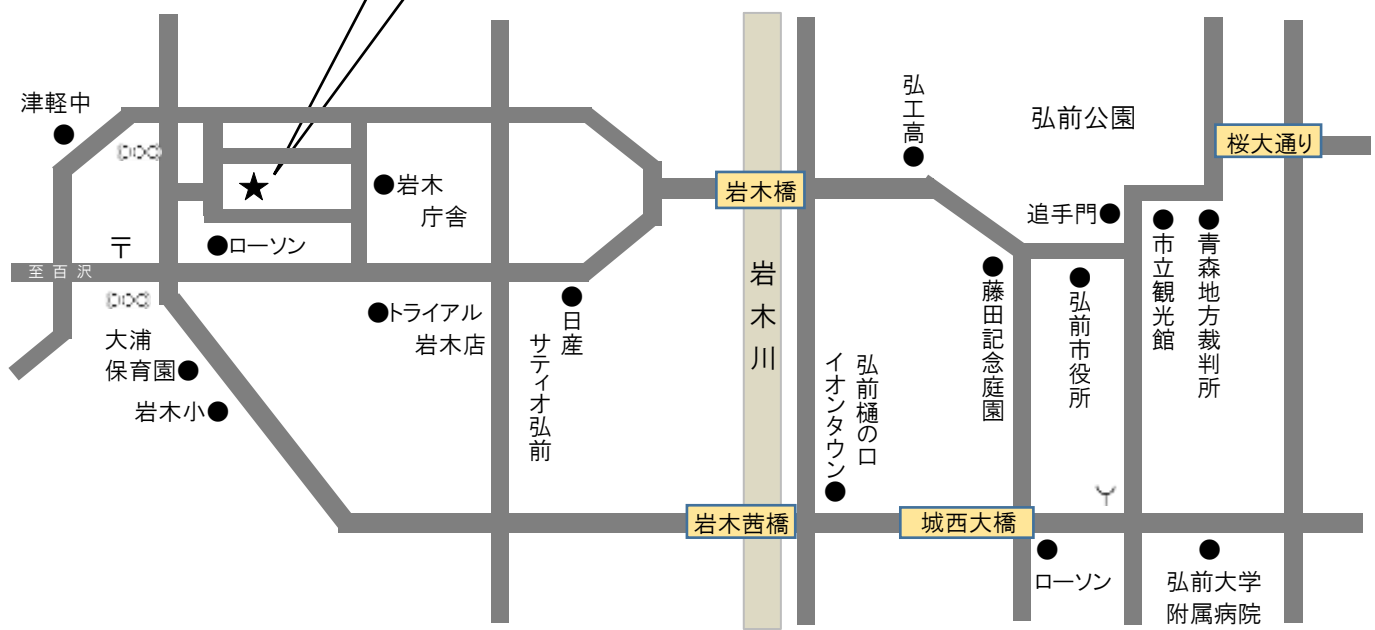 津軽中
岩木
庁舎
ローソン
〒
至百沢
大浦
保育園
岩木小
トライアル
岩木店
日産
サティオ弘前
岩木橋
岩木川
岩木茜橋
弘工高
弘前公園
桜大通り
追手門
市立観光館
青森地方裁判所
藤田記念庭園
弘前市役所
弘前樋の口
イオンタウン
城西大橋
ローソン
弘前大学
附属病院